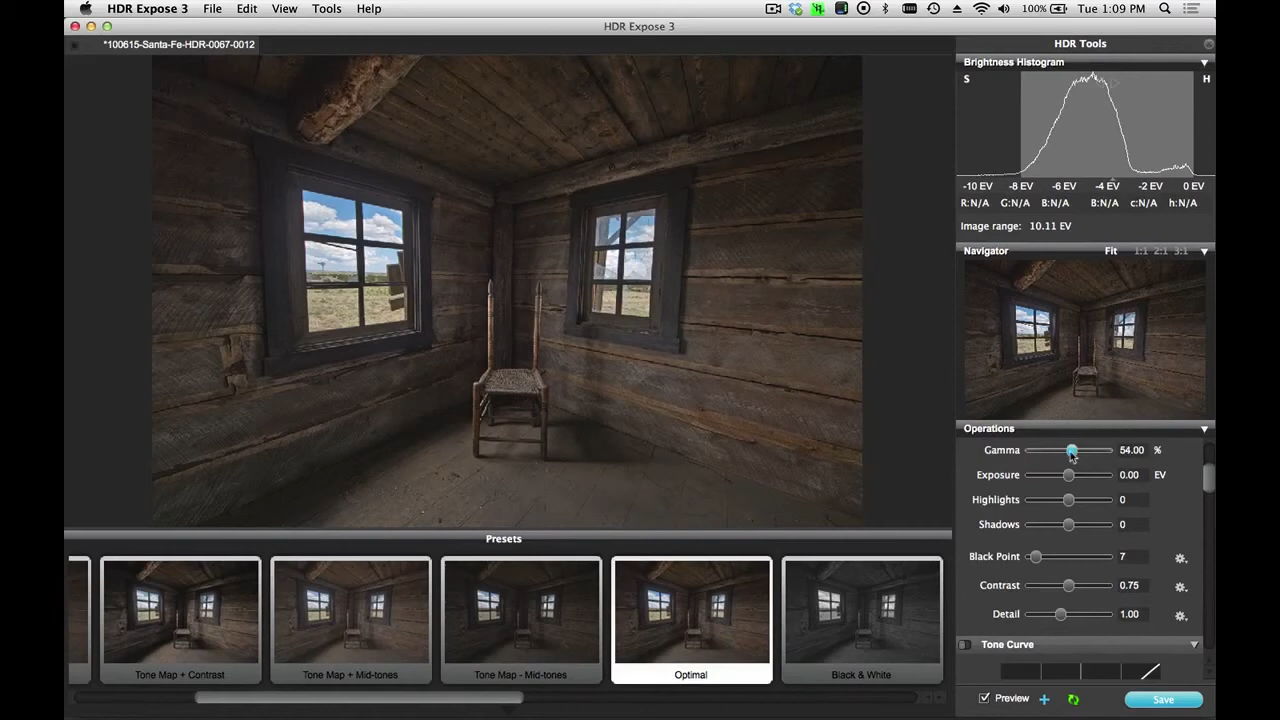 HDR Expose 3 File Edit View Tools Help 100% Tue 1:09 PM
HDR Expose 3
*100615-Santa-Fe-HDR-0067-0012
HDR Tools
Brightness Histogram
S H
-10 EV -8 EV -6 EV -4 EV -2 EV 0 EV
R:N/A G:N/A B:N/A B:N/A c:N/A h:N/A
Image range: 10.11 EV
Navigator Fit 1:1 2:1 3:1
Operations
Gamma 54.00 %
Exposure 0.00 EV
Highlights 0
Shadows 0
Black Point 7
Contrast 0.75
Detail 1.00
Tone Curve
Preview + Save
Presets
Tone Map + Contrast
Tone Map + Mid-tones
Tone Map - Mid-tones
Optimal
Black & White